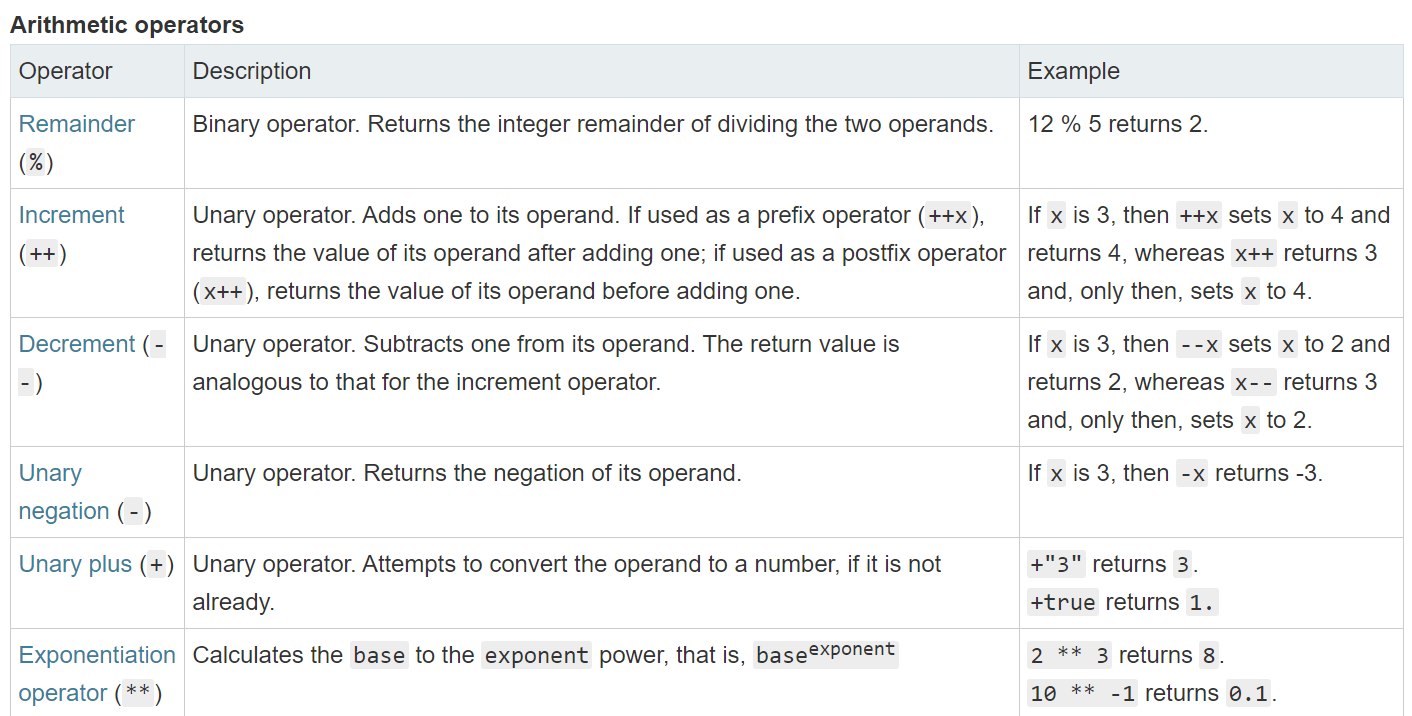 Arithmetic operators
Operator Description Example
Remainder
(%)
Binary operator. Returns the integer remainder of dividing the two operands.
12 % 5 returns 2.
Increment
(++)
Unary operator. Adds one to its operand. If used as a prefix operator (++x),
returns the value of its operand after adding one; if used as a postfix operator
(x++), returns the value of its operand before adding one.
If x is 3, then ++x sets x to 4 and
returns 4, whereas x++ returns 3
and, only then, sets x to 4.
Decrement (-
-)
Unary operator. Subtracts one from its operand. The return value is
analogous to that for the increment operator.
If x is 3, then --x sets x to 2 and
returns 2, whereas x-- returns 3
and, only then, sets x to 2.
Unary
negation (-)
Unary operator. Returns the negation of its operand.
If x is 3, then -x returns -3.
Unary plus (+)
Unary operator. Attempts to convert the operand to a number, if it is not
already.
+"3" returns 3.
+true returns 1.
Exponentiation
operator (**)
Calculates the base to the exponent power, that is, base^exponent
2 ** 3 returns 8.
10 ** -1 returns 0.1.